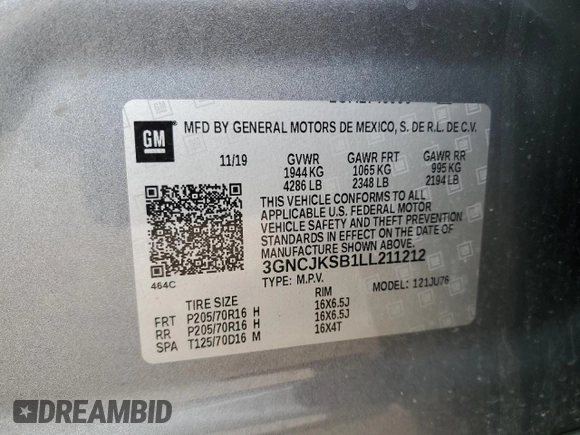 GM
MFD BY GENERAL MOTORS DE MEXICO, S. DE R.L. DE C.V.
11/19 GVWR GAWR FRT GAWR RR
1944 KG 1065 KG 995 KG
4286 LB 2348 LB 2194 LB
THIS VEHICLE CONFORMS TO ALL
APPLICABLE U.S. FEDERAL MOTOR
VEHICLE SAFETY AND THEFT PREVENTION
STANDARDS IN EFFECT ON THE DATE OF
MANUFACTURE SHOWN ABOVE.
3GNCJKSB1LL211212
464C TYPE: M.P.V. MODEL: 121JU76
TIRE SIZE RIM
FRT P205/70R16 H 16X6.5J
RR P205/70R16 H 16X6.5J
SPA T125/70D16 M 16X4T
DREAMBID